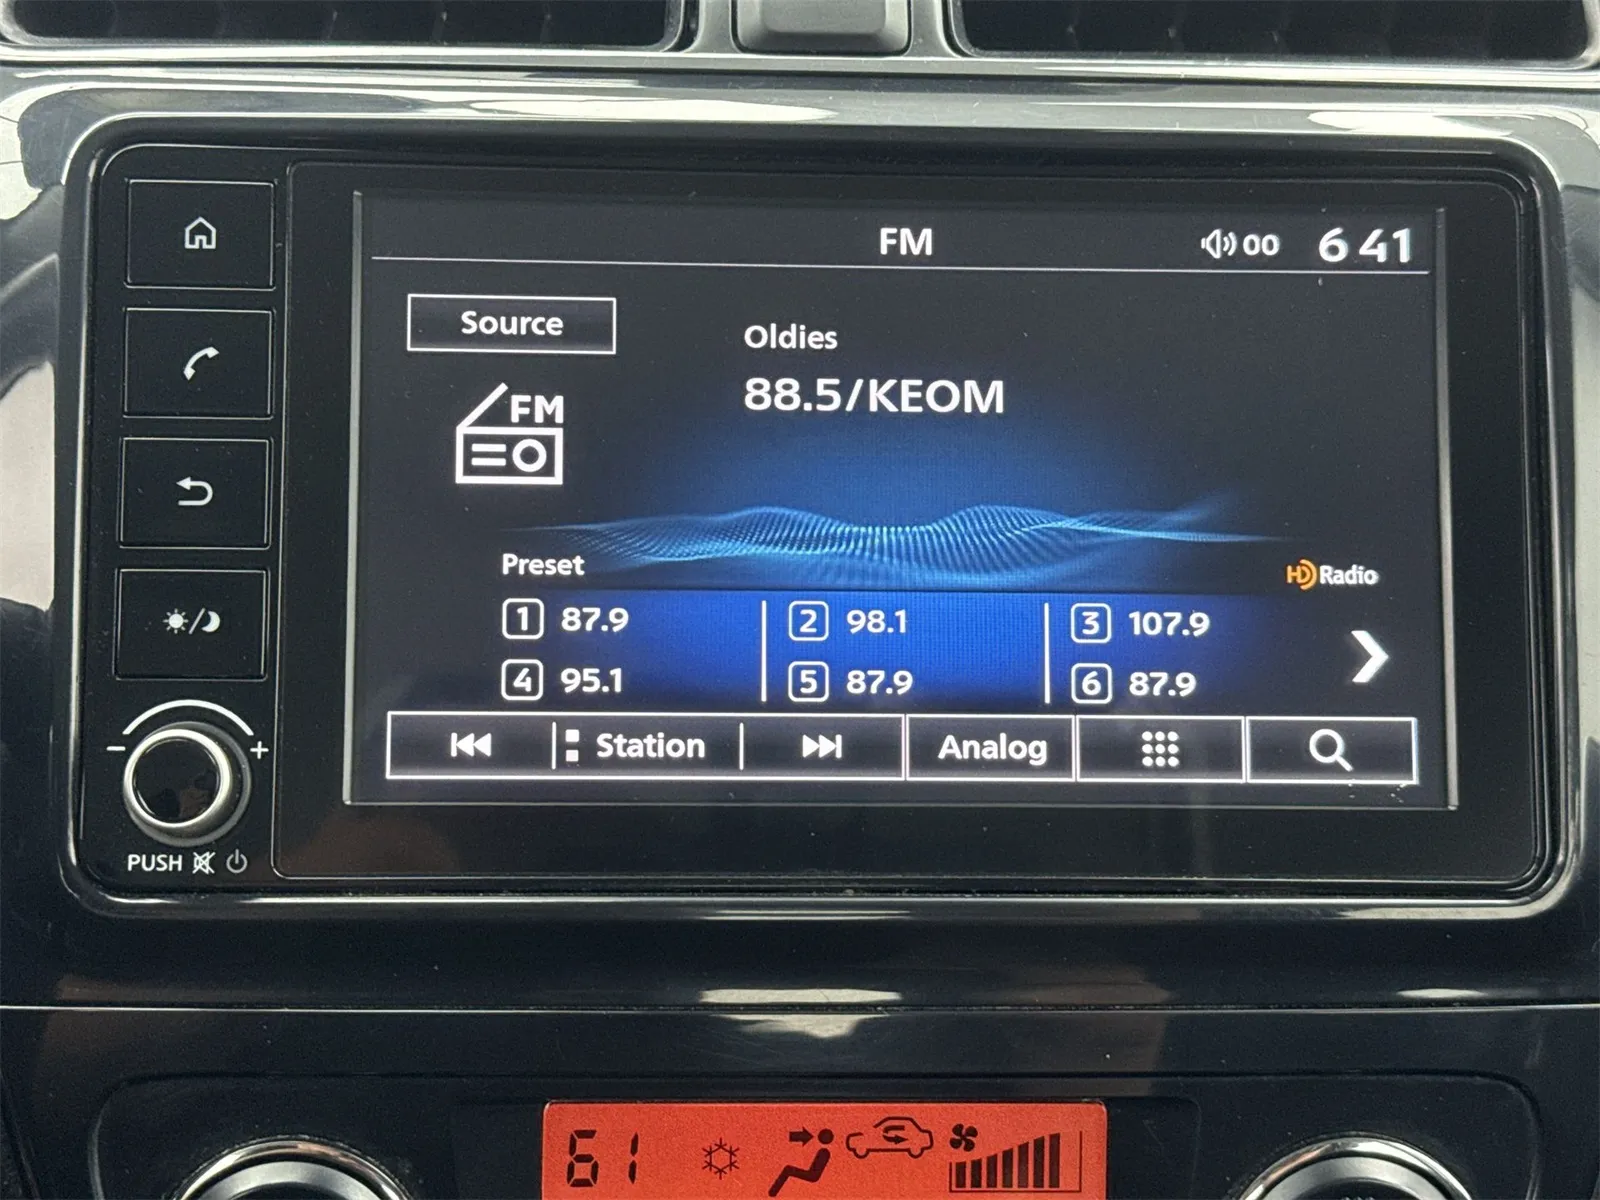 FM 00 6 41
Source
Oldies
88.5/KEOM
FM
Preset
HD Radio
1 87.9 2 98.1 3 107.9
4 95.1 5 87.9 6 87.9
Station Analog
- +
PUSH
61